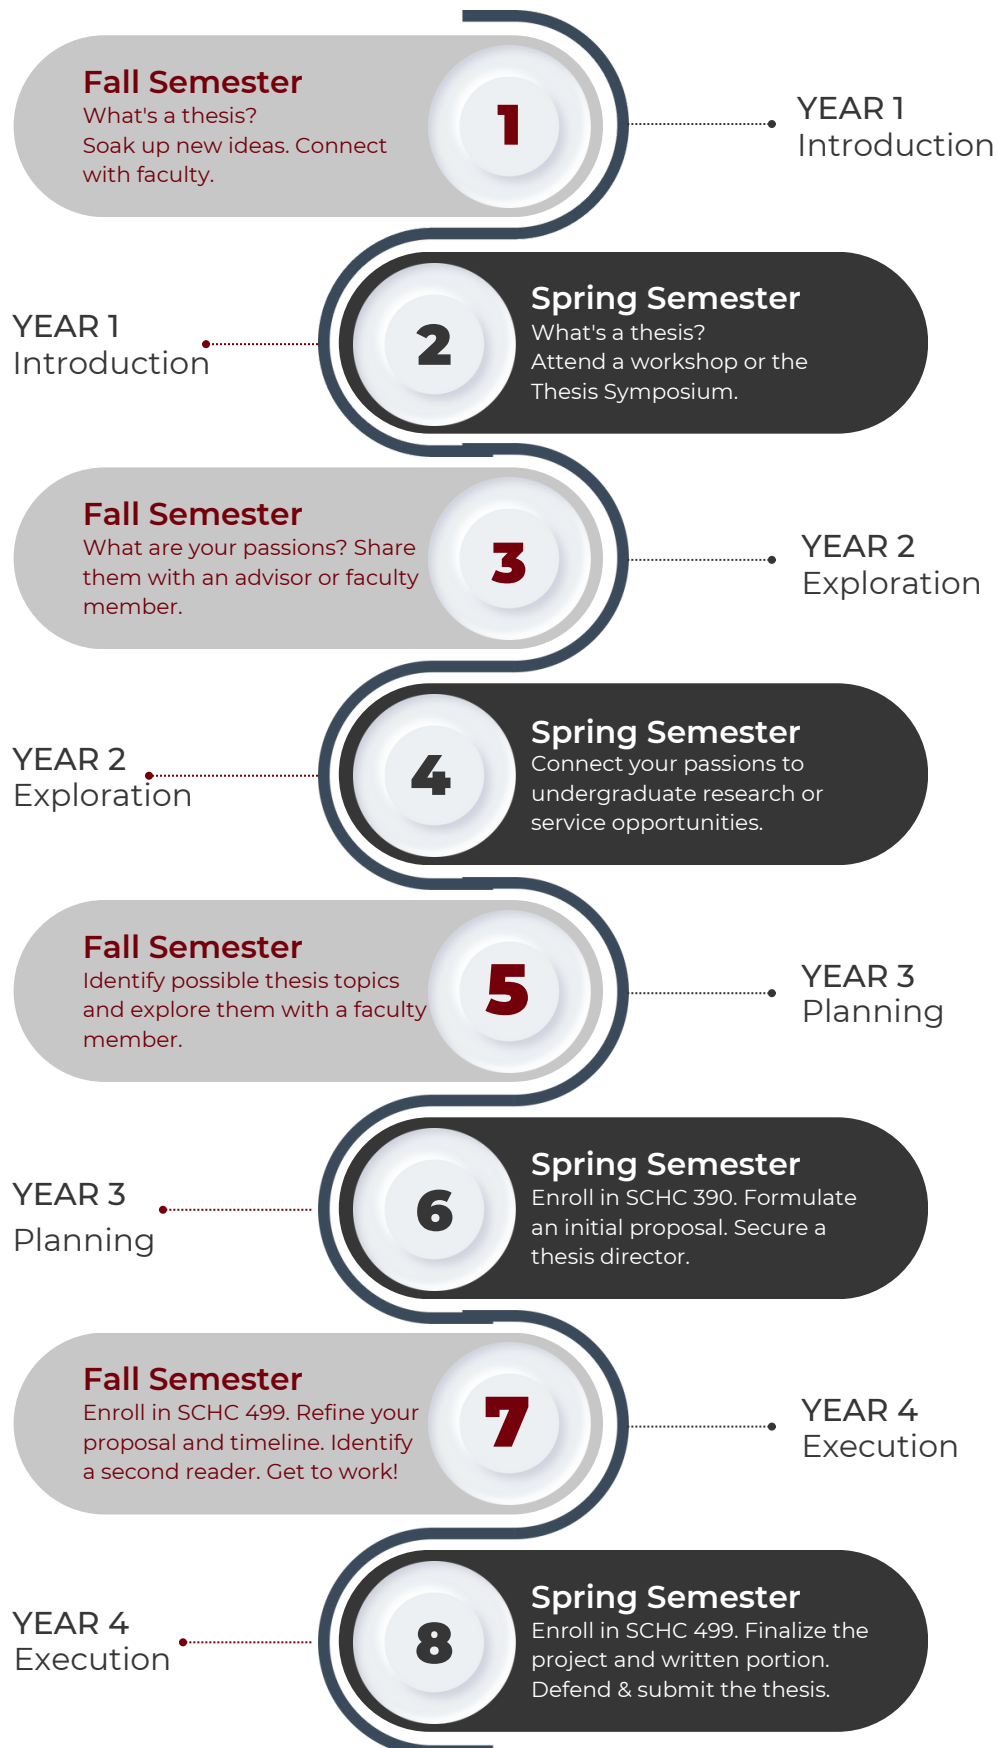 Fall Semester
What's a thesis?
Soak up new ideas. Connect
with faculty.
1
YEAR 1
Introduction
YEAR 1
Introduction
2
Spring Semester
What's a thesis?
Attend a workshop or the
Thesis Symposium.
Fall Semester
What are your passions? Share
them with an advisor or faculty
member.
3
YEAR 2
Exploration
YEAR 2
Exploration
4
Spring Semester
Connect your passions to
undergraduate research or
service opportunities.
Fall Semester
Identify possible thesis topics
and explore them with a faculty
member.
5
YEAR 3
Planning
YEAR 3
Planning
6
Spring Semester
Enroll in SCHC 390. Formulate
an initial proposal. Secure a
thesis director.
Fall Semester
Enroll in SCHC 499. Refine your
proposal and timeline. Identify
a second reader. Get to work!
7
YEAR 4
Execution
YEAR 4
Execution
8
Spring Semester
Enroll in SCHC 499. Finalize the
project and written portion.
Defend & submit the thesis.